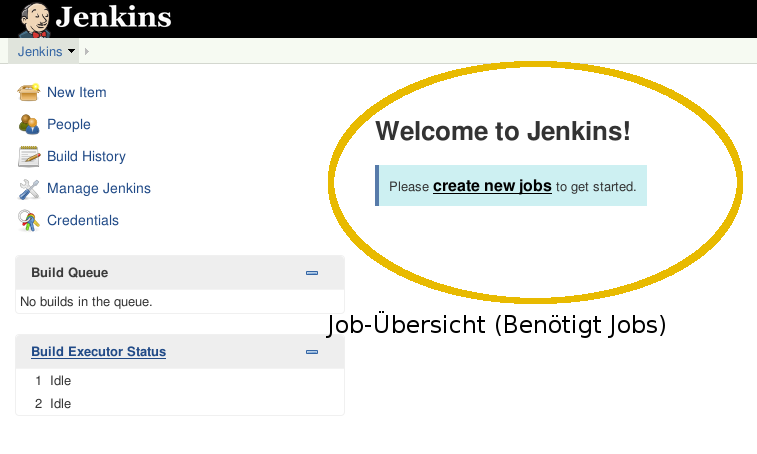 Jenkins
Jenkins
New Item
People
Build History
Manage Jenkins
Credentials
Build Queue
No builds in the queue.
Build Executor Status
1 Idle
2 Idle
Welcome to Jenkins!
Please create new jobs to get started.
Job-Übersicht (Benötigt Jobs)